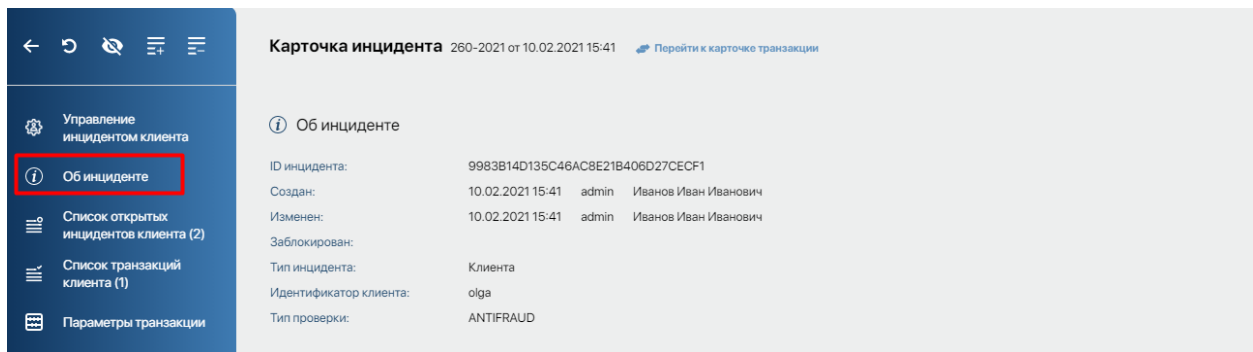 Карточка инцидента 260-2021 от 10.02.2021 15:41 Перейти к карточке транзакции
Управление
инцидентом клиента
Об инциденте
Список открытых
инцидентов клиента (2)
Список транзакций
клиента (1)
Параметры транзакции
Об инциденте
ID инцидента: 9983B14D135C46AC8E21B406D27CECF1
Создан: 10.02.2021 15:41 admin Иванов Иван Иванович
Изменен: 10.02.2021 15:41 admin Иванов Иван Иванович
Заблокирован:
Тип инцидента: Клиента
Идентификатор клиента: olga
Тип проверки: ANTIFRAUD